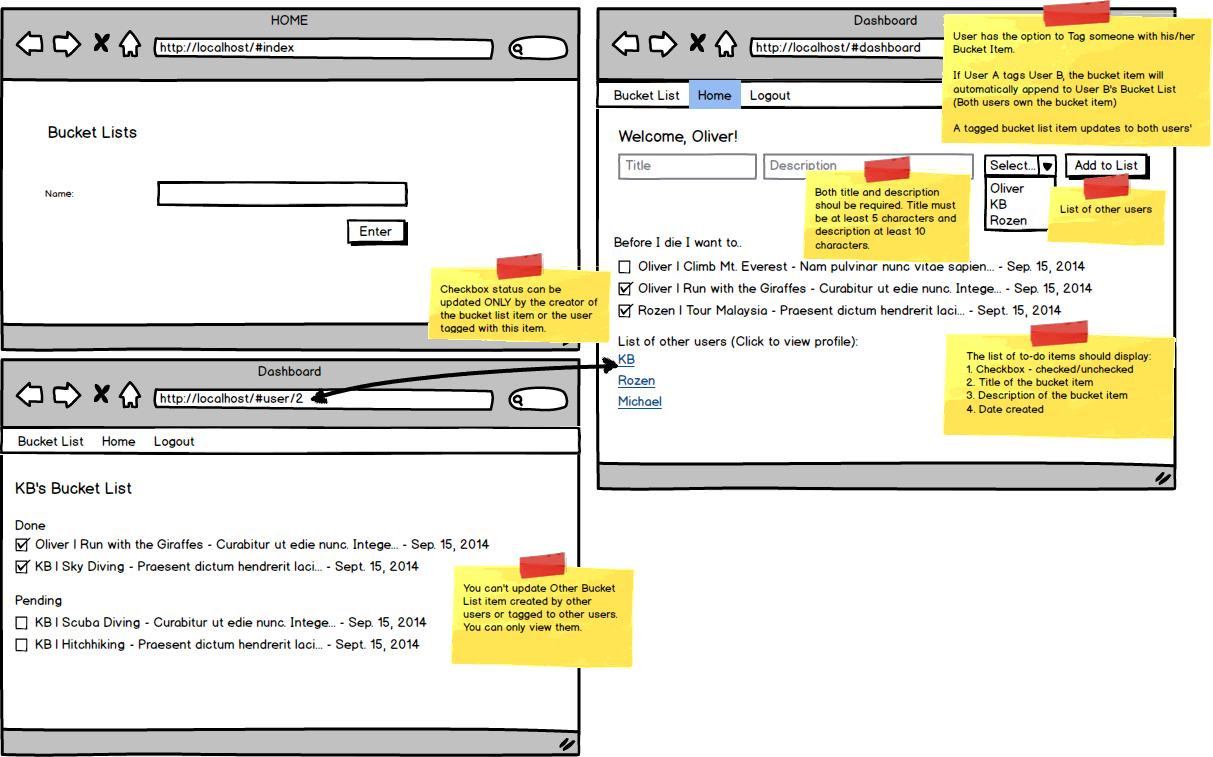 HOME
http://localhost/#index
Bucket Lists
Name:
Enter
Checkbox status can be
updated ONLY by the creator of
the bucket list item or the user
tagged with this item.
Dashboard
http://localhost/#dashboard
User has the option to Tag someone with his/her
Bucket Item.
If User A tags User B, the bucket item will
automatically append to User B's Bucket List
(Both users own the bucket item)
A tagged bucket list item updates to both users'
Bucket List Home Logout
Welcome, Oliver!
Title Description Select... Add to List
Oliver
KB
Rozen
List of other users
Both title and description
shoul be required. Title must
be at least 5 characters and
description at least 10
characters.
Before I die I want to..
Oliver | Climb Mt. Everest - Nam pulvinar nunc vitae sapien... - Sep. 15, 2014
Oliver | Run with the Giraffes - Curabitur ut edie nunc. Intege... - Sep. 15, 2014
Rozen | Tour Malaysia - Praesent dictum hendrerit laci... - Sept. 15, 2014
List of other users (Click to view profile):
KB
Rozen
Michael
The list of to-do items should display:
1. Checkbox - checked/unchecked
2. Title of the bucket item
3. Description of the bucket item
4. Date created
Dashboard
http://localhost/#user/2
Bucket List Home Logout
KB's Bucket List
Done
Oliver | Run with the Giraffes - Curabitur ut edie nunc. Intege... - Sep. 15, 2014
KB | Sky Diving - Praesent dictum hendrerit laci... - Sept. 15, 2014
Pending
KB | Scuba Diving - Curabitur ut edie nunc. Intege... - Sep. 15, 2014
KB | Hitchhiking - Praesent dictum hendrerit laci... - Sept. 15, 2014
You can't update Other Bucket
List item created by other
users or tagged to other users.
You can only view them.